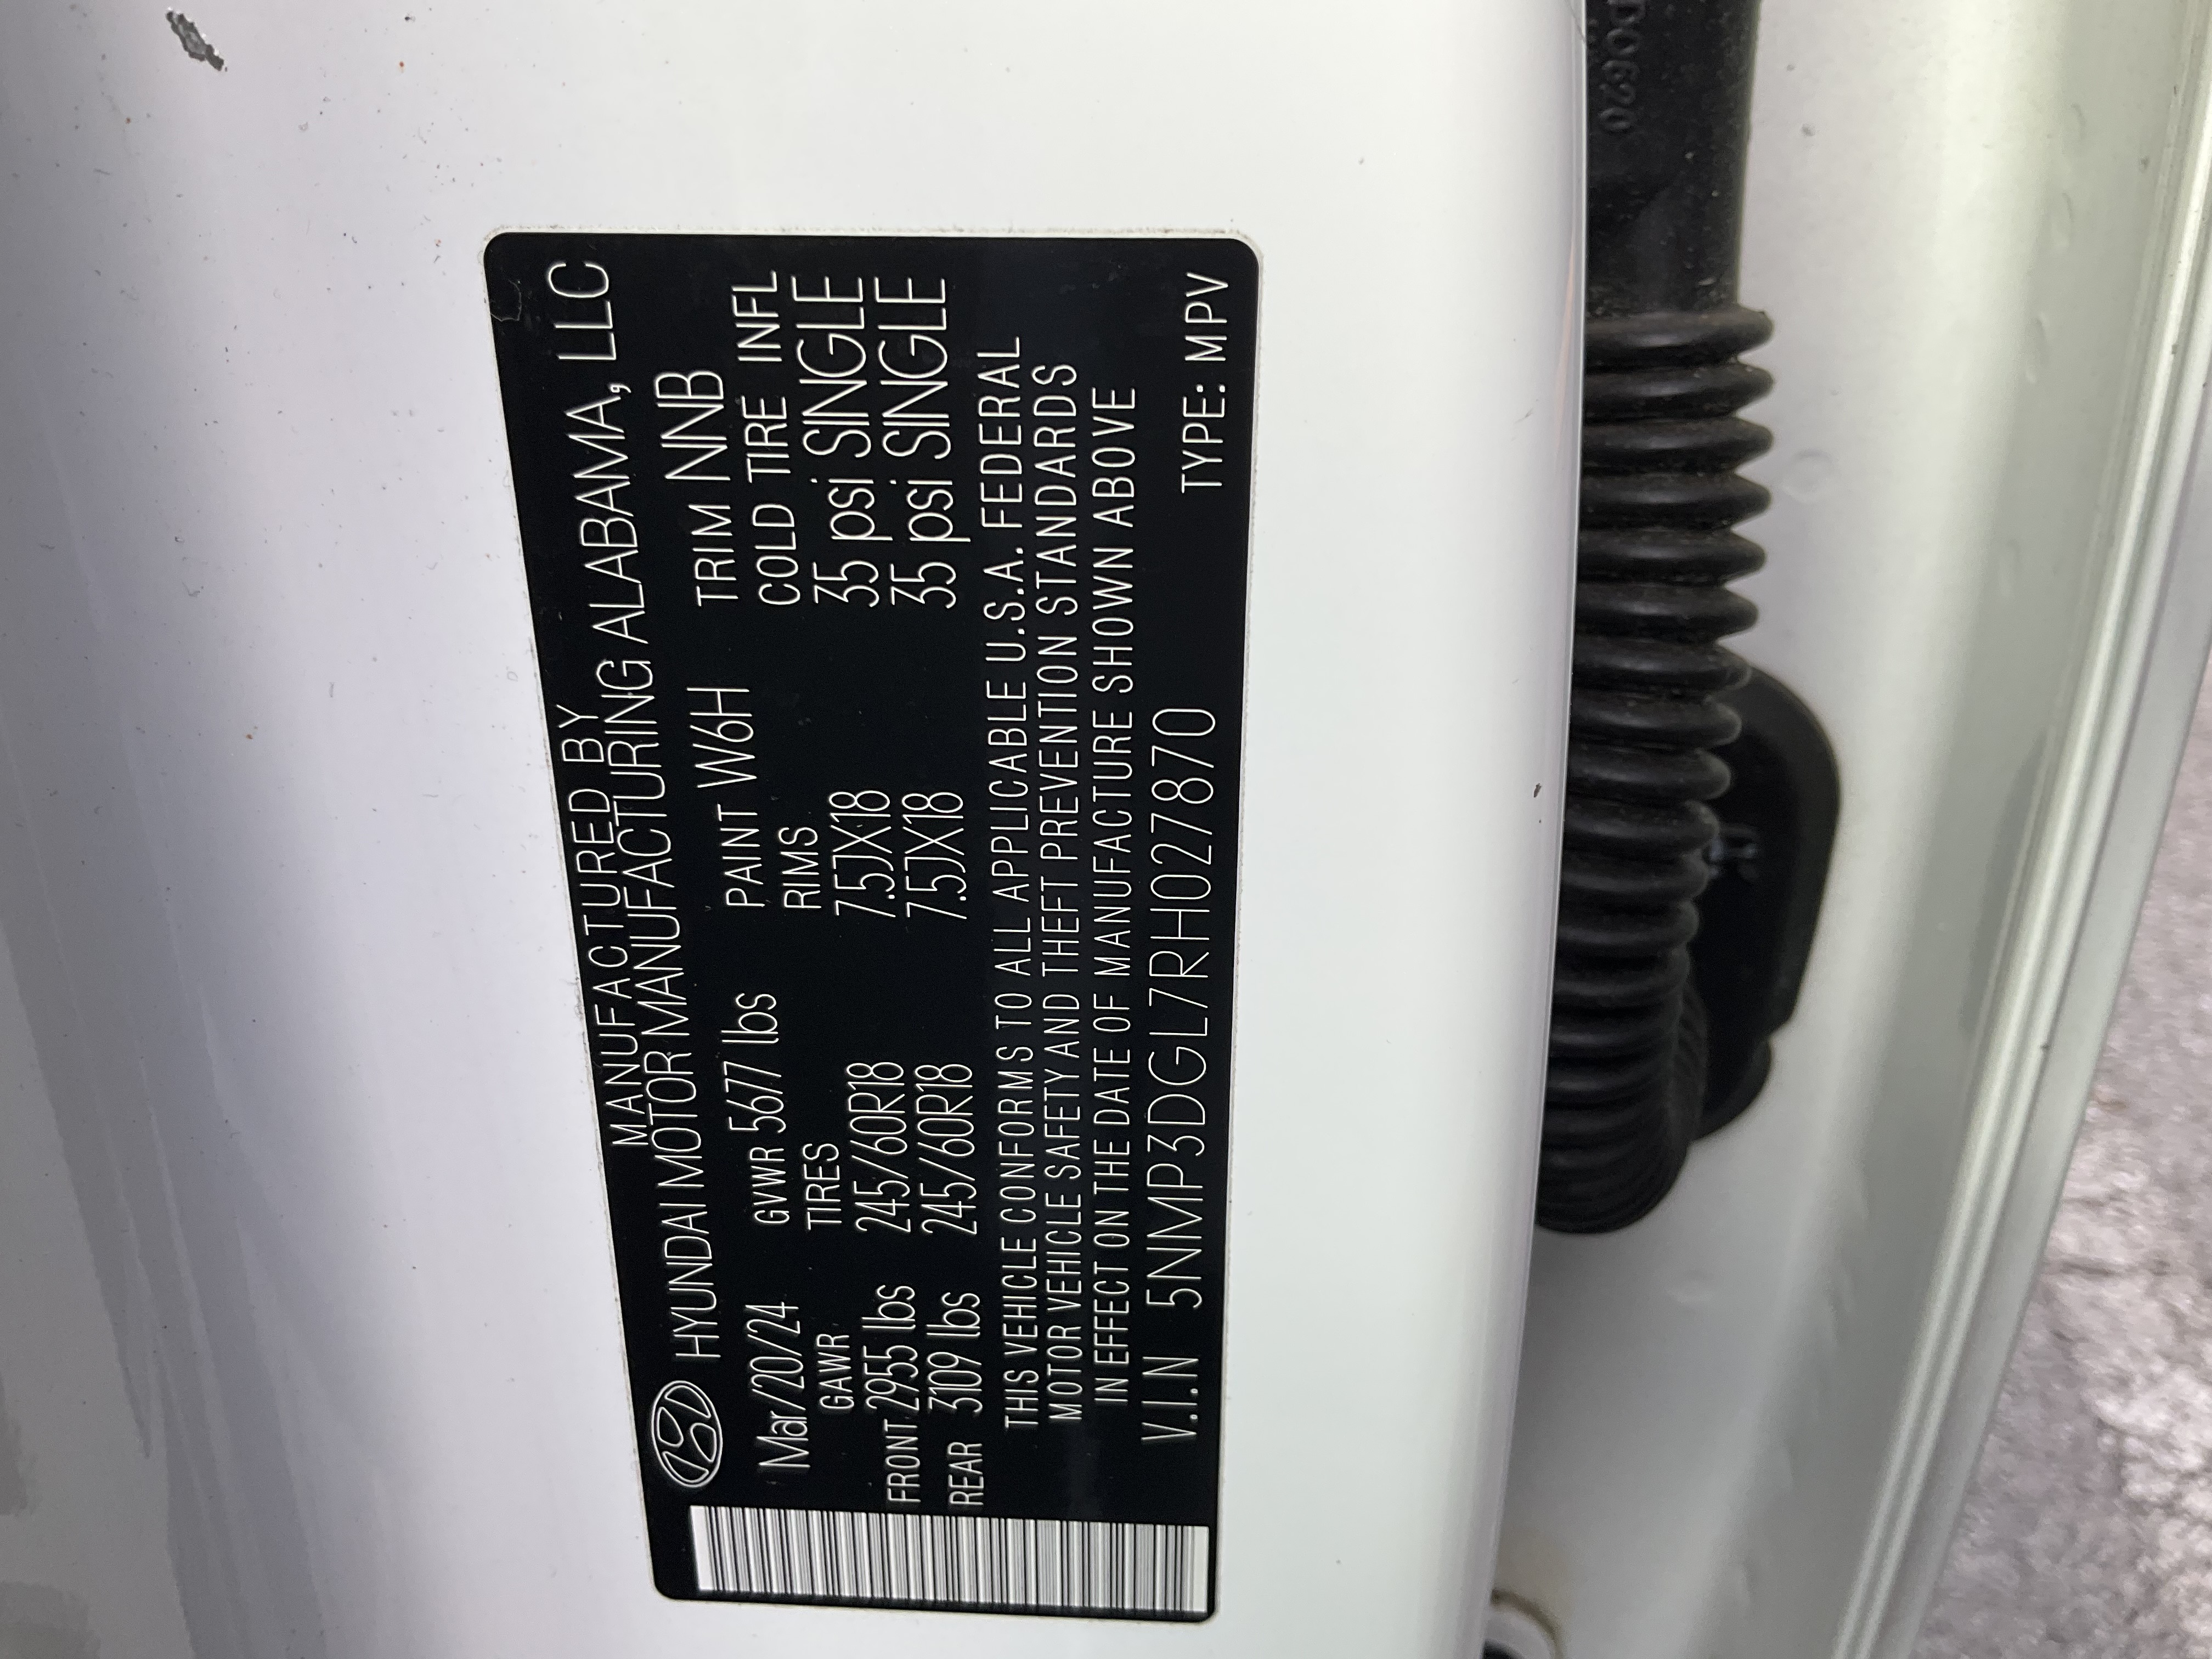 MANUFACTURED BY
HYUNDAI MOTOR MANUFACTURING ALABAMA, LLC
Mar/20/24 GVWR 5677 lbs PAINT W6H TRIM NNB
GAWR TIRES RIMS COLD TIRE INFL
FRONT 2955 lbs 245/60R18 7.5JX18 35 psi SINGLE
REAR 3109 lbs 245/60R18 7.5JX18 35 psi SINGLE
THIS VEHICLE CONFORMS TO ALL APPLICABLE U.S.A. FEDERAL
MOTOR VEHICLE SAFETY AND THEFT PREVENTION STANDARDS
IN EFFECT ON THE DATE OF MANUFACTURE SHOWN ABOVE
V.I.N 5NMP3DGL7RH027870 TYPE: MPV